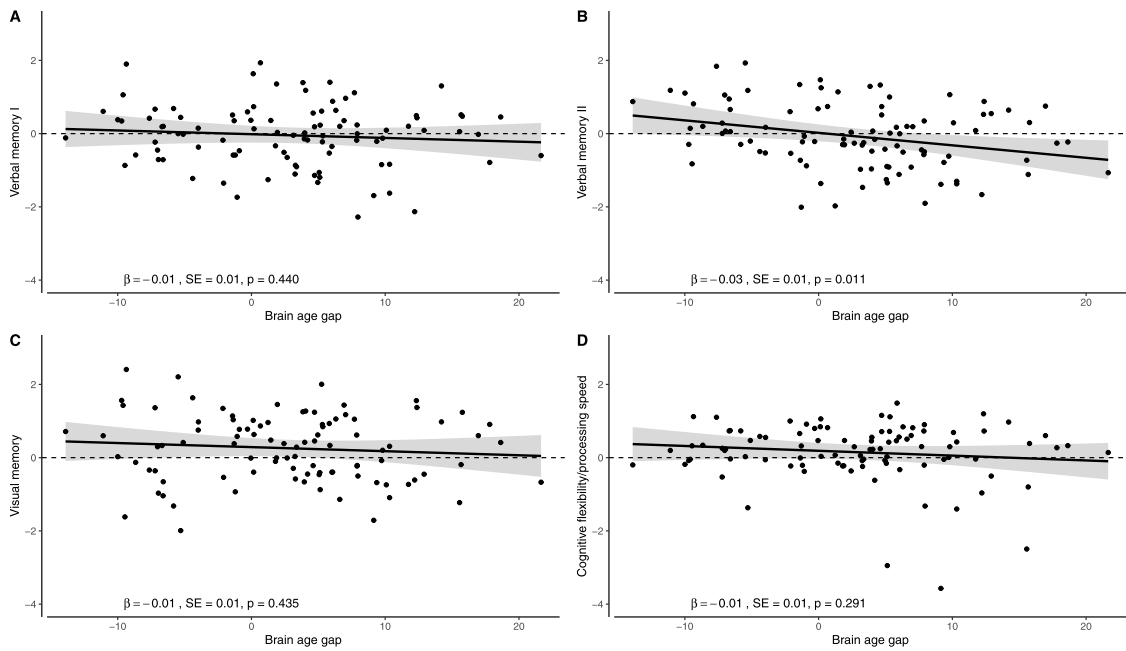 A
Verbal memory I
2
0
−2
−4
β = −0.01 , SE = 0.01, p = 0.440
−10 0 10 20
Brain age gap
B
Verbal memory II
2
0
−2
−4
β = −0.03 , SE = 0.01, p = 0.011
−10 0 10 20
Brain age gap
C
Visual memory
2
0
−2
−4
β = −0.01 , SE = 0.01, p = 0.435
−10 0 10 20
Brain age gap
D
Cognitive flexibility/processing speed
2
0
−2
−4
β = −0.01 , SE = 0.01, p = 0.291
−10 0 10 20
Brain age gap